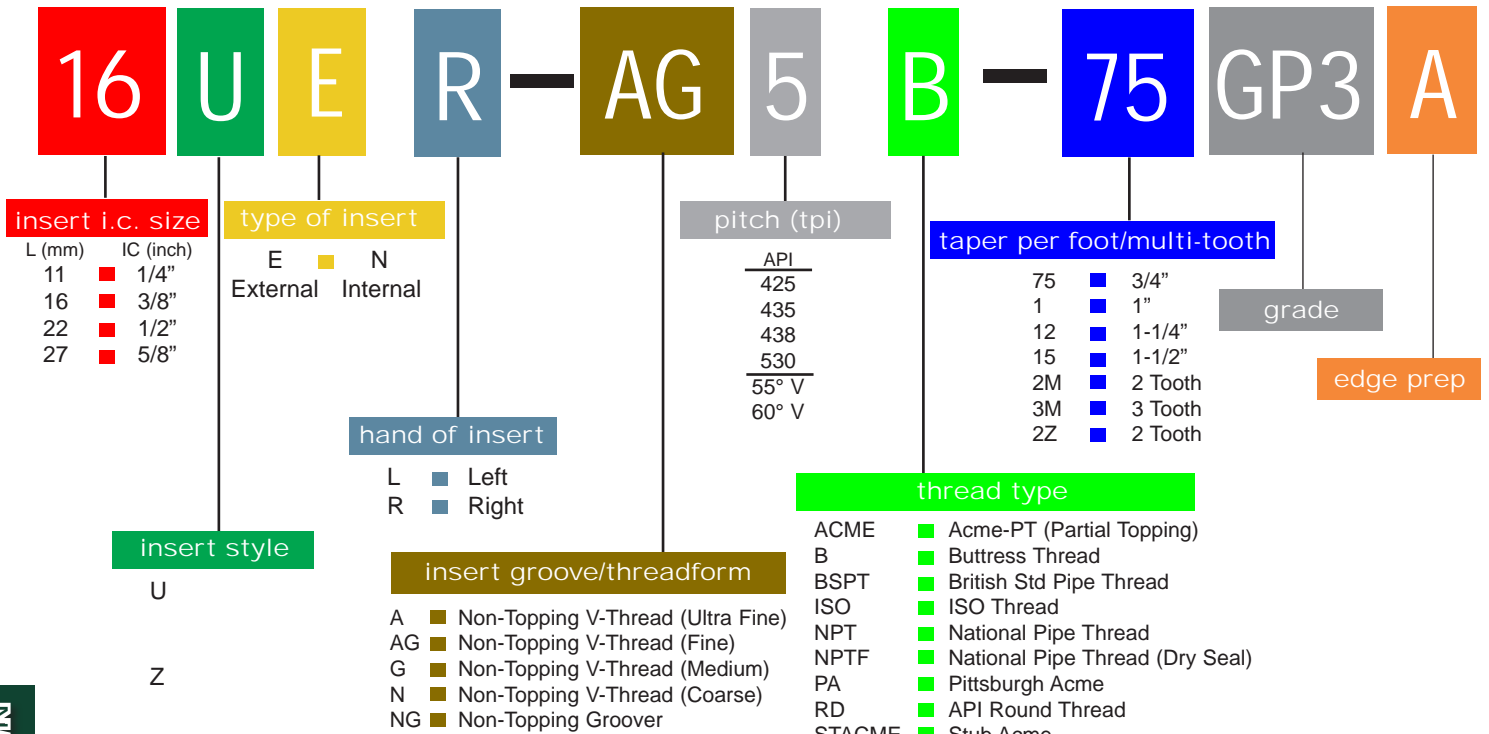 16 U E R - AG 5 B - 75 GP3 A
insert i.c. size
L (mm) IC (inch)
11 1/4”
16 3/8”
22 1/2”
27 5/8”
type of insert
E N
External Internal
pitch (tpi)
API
425
435
438
530
55° V
60° V
taper per foot/multi-tooth
75 3/4”
1 1”
12 1-1/4”
15 1-1/2”
2M 2 Tooth
3M 3 Tooth
2Z 2 Tooth
grade
edge prep
hand of insert
L Left
R Right
insert style
U
Z
insert groove/threadform
A Non-Topping V-Thread (Ultra Fine)
AG Non-Topping V-Thread (Fine)
G Non-Topping V-Thread (Medium)
N Non-Topping V-Thread (Coarse)
NG Non-Topping Groover
thread type
ACME Acme-PT (Partial Topping)
B Buttress Thread
BSPT British Std Pipe Thread
ISO ISO Thread
NPT National Pipe Thread
NPTF National Pipe Thread (Dry Seal)
PA Pittsburgh Acme
RD API Round Thread
STACME Stub Acme